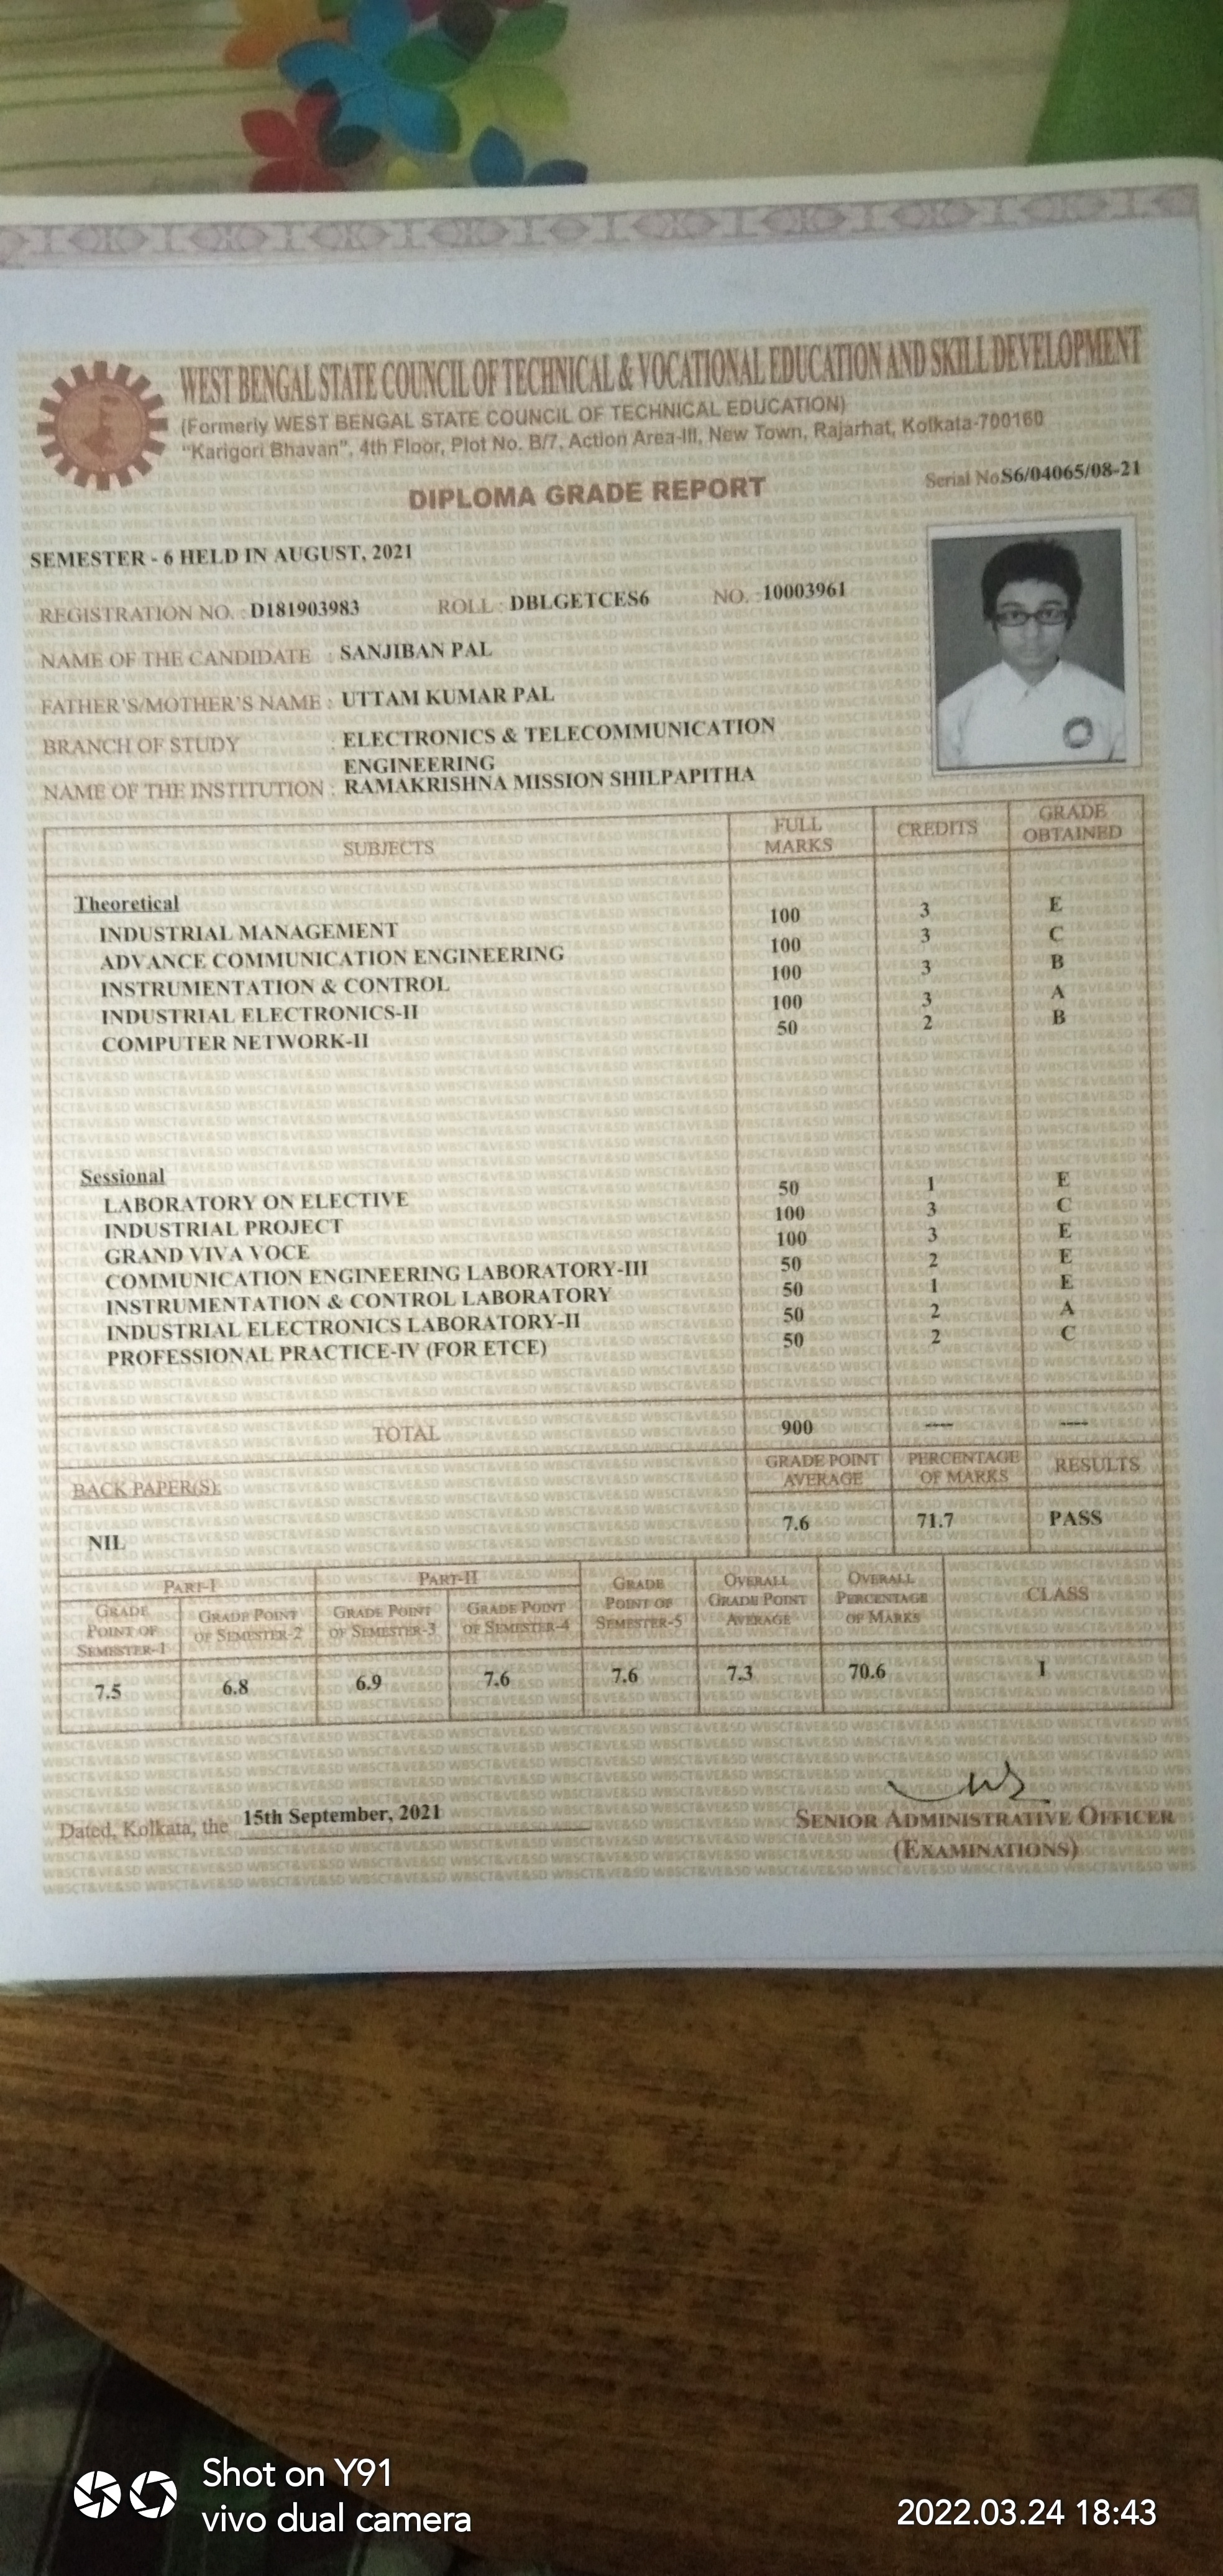 WEST BENGAL STATE COUNCIL OF TECHNICAL & VOCATIONAL EDUCATION AND SKILL DEVELOPMENT
(Formerly WEST BENGAL STATE COUNCIL OF TECHNICAL EDUCATION)
"Karigori Bhavan", 4th Floor, Plot No. B/7, Action Area-III, New Town, Rajarhat, Kolkata-700160
DIPLOMA GRADE REPORT
Serial No S6/04065/08-21
SEMESTER - 6 HELD IN AUGUST, 2021
REGISTRATION NO. : D181903983 ROLL : DBLGETCES6 NO. : 10003961
NAME OF THE CANDIDATE : SANJIBAN PAL
FATHER'S/MOTHER'S NAME : UTTAM KUMAR PAL
BRANCH OF STUDY : ELECTRONICS & TELECOMMUNICATION
ENGINEERING
NAME OF THE INSTITUTION : RAMAKRISHNA MISSION SHILPAPITHA
SUBJECTS FULL MARKS CREDITS GRADE OBTAINED
Theoretical
INDUSTRIAL MANAGEMENT 100 3 E
ADVANCE COMMUNICATION ENGINEERING 100 3 C
INSTRUMENTATION & CONTROL 100 3 B
INDUSTRIAL ELECTRONICS-II 100 3 A
COMPUTER NETWORK-II 50 2 B
Sessional
LABORATORY ON ELECTIVE 50 1 E
INDUSTRIAL PROJECT 100 3 C
GRAND VIVA VOCE 100 3 E
COMMUNICATION ENGINEERING LABORATORY-III 50 2 E
INSTRUMENTATION & CONTROL LABORATORY 50 1 E
INDUSTRIAL ELECTRONICS LABORATORY-II 50 2 A
PROFESSIONAL PRACTICE-IV (FOR ETCE) 50 2 C
TOTAL 900 ---- ----
BACK PAPER(S): GRADE POINT AVERAGE PERCENTAGE OF MARKS RESULTS
NIL 7.6 71.7 PASS
PART-I PART-II
GRADE POINT OF SEMESTER-1 GRADE POINT OF SEMESTER-2 GRADE POINT OF SEMESTER-3 GRADE POINT OF SEMESTER-4 GRADE POINT OF SEMESTER-5 OVERALL GRADE POINT AVERAGE OVERALL PERCENTAGE OF MARKS CLASS
7.5 6.8 6.9 7.6 7.6 7.3 70.6 I
Dated, Kolkata, the 15th September, 2021
SENIOR ADMINISTRATIVE OFFICER
(EXAMINATIONS)
Shot on Y91
vivo dual camera
2022.03.24 18:43